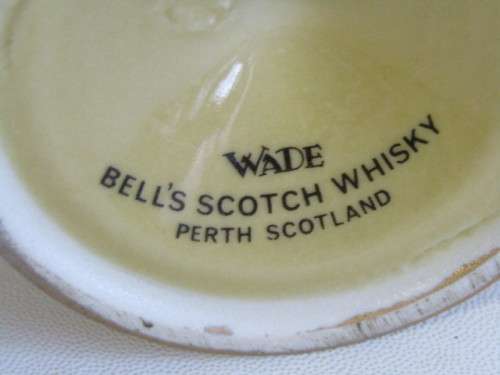 WADE
BELL'S SCOTCH WHISKY
PERTH SCOTLAND